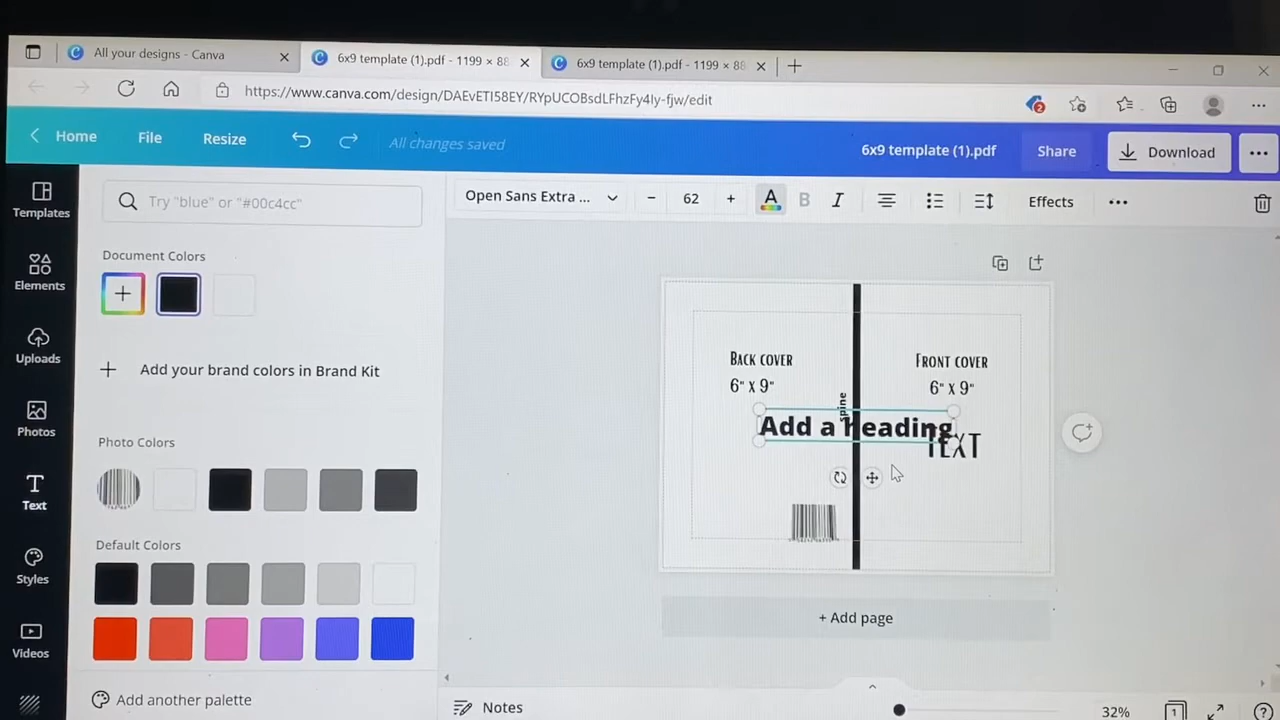 All your designs - Canva
6x9 template (1).pdf - 1199 × 88
6x9 template (1).pdf - 1199 × 88
https://www.canva.com/design/DAEvETI58EY/RYpUCOBsdLFhzFy4Iy-fjw/edit
2
Home
File
Resize
All changes saved
6x9 template (1).pdf
Share
Download
Templates
Elements
Uploads
Photos
Text
Styles
Videos
Try "blue" or "#00c4cc"
Document Colors
Add your brand colors in Brand Kit
Photo Colors
Default Colors
Add another palette
Open Sans Extra ...
62
A
B
I
Effects
Back cover
6" x 9"
spine
Front cover
6" x 9"
Add a heading
TEXT
+ Add page
Notes
32%
1